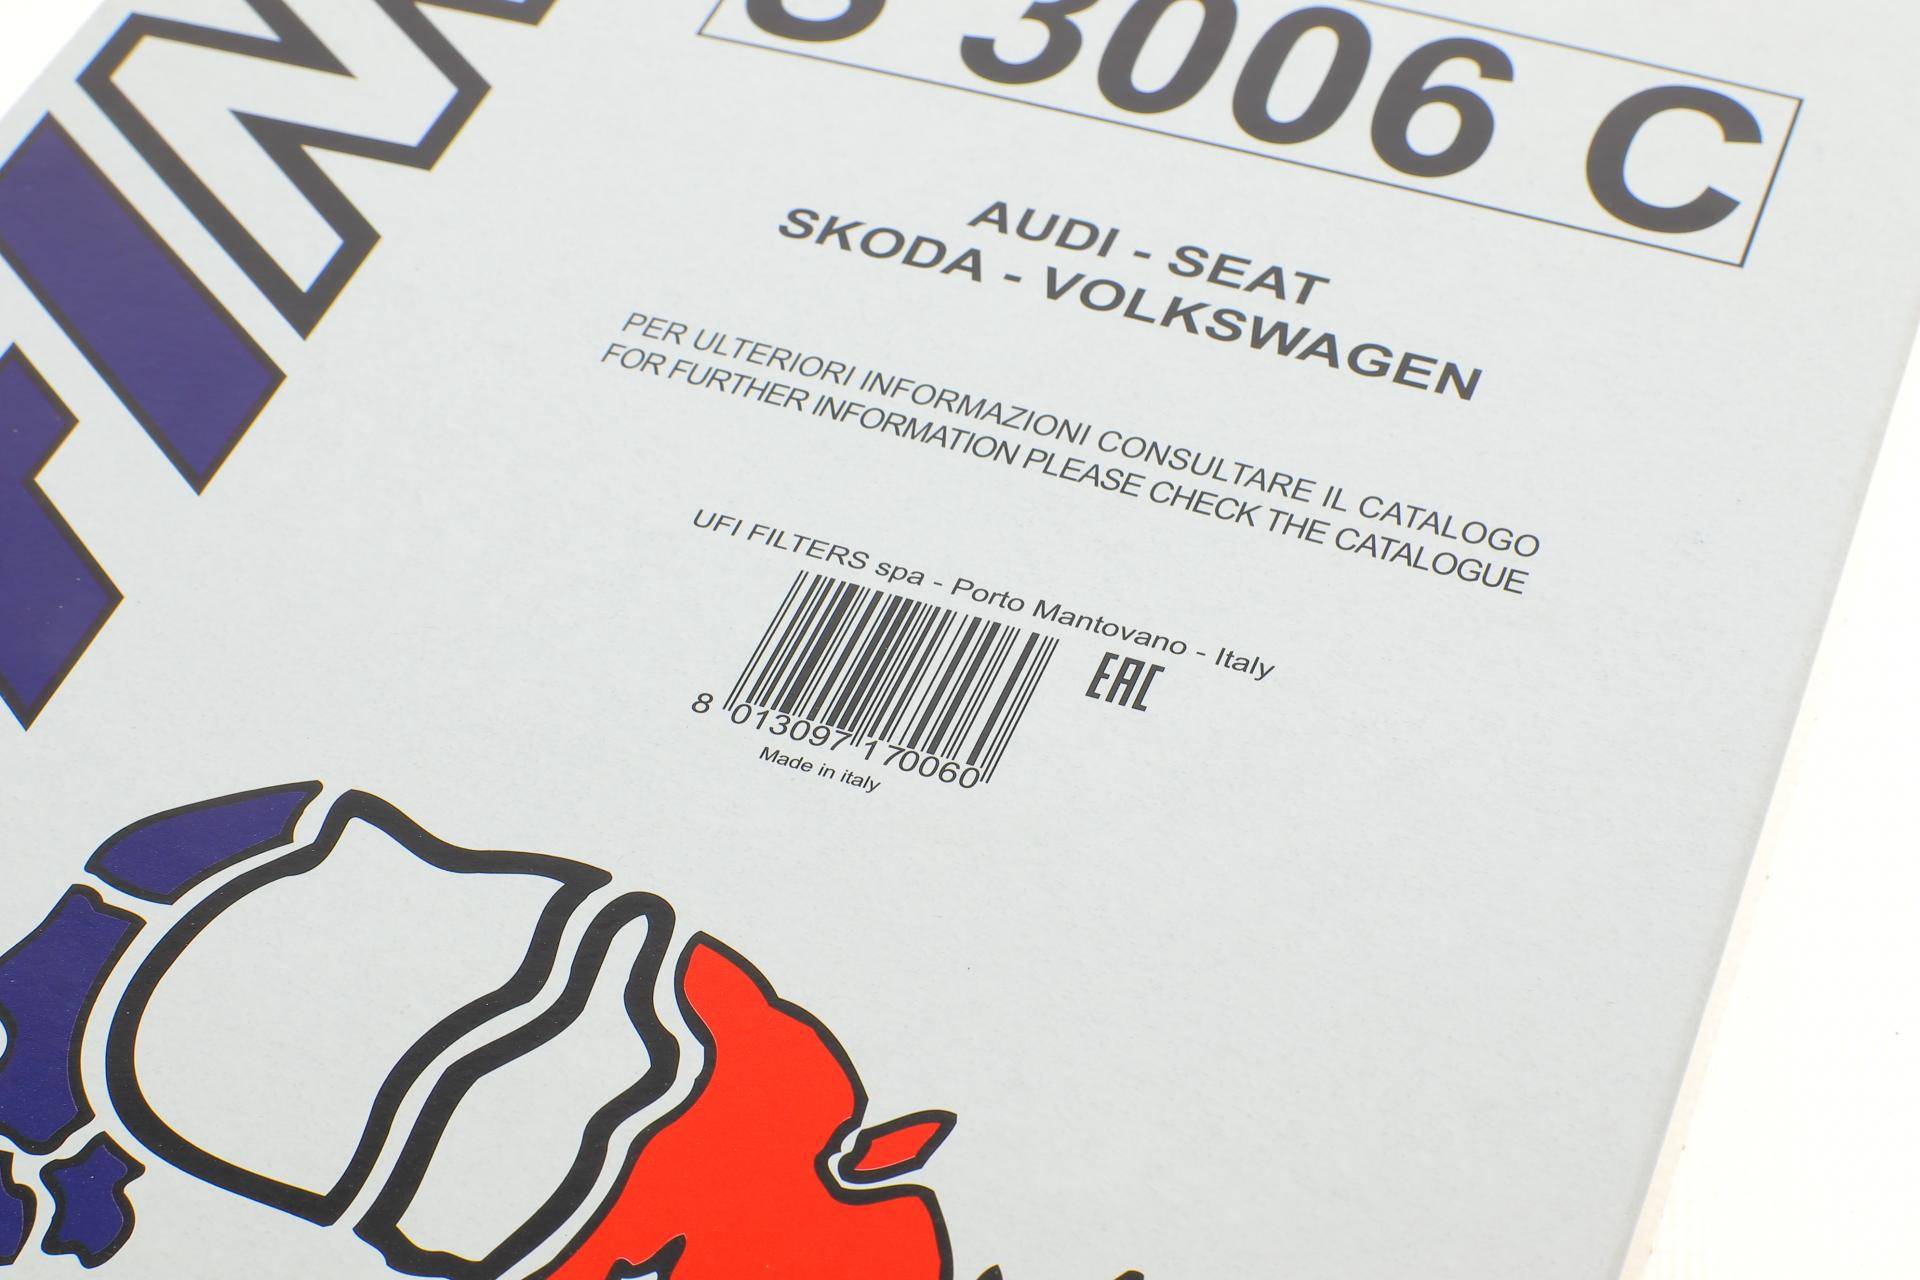 3006 C
AUDI - SEAT
SKODA - VOLKSWAGEN
PER ULTERIORI INFORMAZIONI CONSULTARE IL CATALOGO
FOR FURTHER INFORMATION PLEASE CHECK THE CATALOGUE
UFI FILTERS spa - Porto Mantovano - Italy
EAC
8 013097 170060
Made in italy